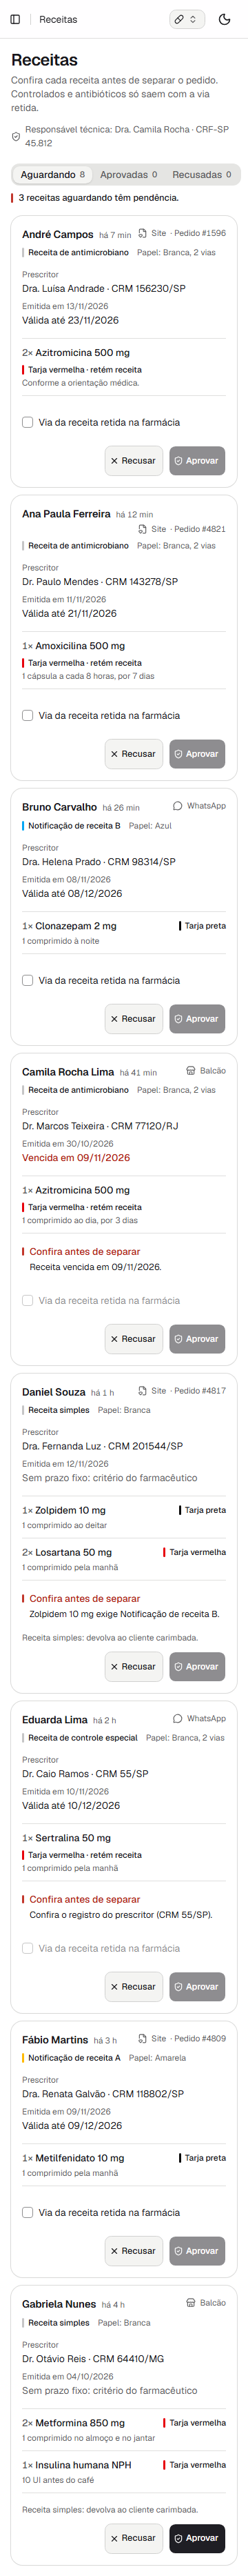 Receitas
Receitas
Confira cada receita antes de separar o pedido.
Controlados e antibióticos só saem com a via
retida.
Responsável técnica: Dra. Camila Rocha · CRF-SP
45.812
Aguardando 8 Aprovadas 0 Recusadas 0
3 receitas aguardando têm pendência.
André Campos há 7 min Site · Pedido #1596
Receita de antimicrobiano Papel: Branca, 2 vias
Prescritor
Dra. Luísa Andrade · CRM 156230/SP
Emitida em 13/11/2026
Válida até 23/11/2026
2× Azitromicina 500 mg
Tarja vermelha · retém receita
Conforme a orientação médica.
Via da receita retida na farmácia
Recusar Aprovar
Ana Paula Ferreira há 12 min
Site · Pedido #4821
Receita de antimicrobiano Papel: Branca, 2 vias
Prescritor
Dr. Paulo Mendes · CRM 143278/SP
Emitida em 11/11/2026
Válida até 21/11/2026
1× Amoxicilina 500 mg
Tarja vermelha · retém receita
1 cápsula a cada 8 horas, por 7 dias
Via da receita retida na farmácia
Recusar Aprovar
Bruno Carvalho há 26 min WhatsApp
Notificação de receita B Papel: Azul
Prescritor
Dra. Helena Prado · CRM 98314/SP
Emitida em 08/11/2026
Válida até 08/12/2026
1× Clonazepam 2 mg Tarja preta
1 comprimido à noite
Via da receita retida na farmácia
Recusar Aprovar
Camila Rocha Lima há 41 min Balcão
Receita de antimicrobiano Papel: Branca, 2 vias
Prescritor
Dr. Marcos Teixeira · CRM 77120/RJ
Emitida em 30/10/2026
Vencida em 09/11/2026
1× Azitromicina 500 mg
Tarja vermelha · retém receita
1 comprimido ao dia, por 3 dias
Confira antes de separar
Receita vencida em 09/11/2026.
Via da receita retida na farmácia
Recusar Aprovar
Daniel Souza há 1 h Site · Pedido #4817
Receita simples Papel: Branca
Prescritor
Dra. Fernanda Luz · CRM 201544/SP
Emitida em 12/11/2026
Sem prazo fixo: critério do farmacêutico
1× Zolpidem 10 mg Tarja preta
1 comprimido ao deitar
2× Losartana 50 mg Tarja vermelha
1 comprimido pela manhã
Confira antes de separar
Zolpidem 10 mg exige Notificação de receita B.
Receita simples: devolva ao cliente carimbada.
Recusar Aprovar
Eduarda Lima há 2 h WhatsApp
Receita de controle especial Papel: Branca, 2 vias
Prescritor
Dr. Caio Ramos · CRM 55/SP
Emitida em 10/11/2026
Válida até 10/12/2026
1× Sertralina 50 mg
Tarja vermelha · retém receita
1 comprimido pela manhã
Confira antes de separar
Confira o registro do prescritor (CRM 55/SP).
Via da receita retida na farmácia
Recusar Aprovar
Fábio Martins há 3 h Site · Pedido #4809
Notificação de receita A Papel: Amarela
Prescritor
Dra. Renata Galvão · CRM 118802/SP
Emitida em 09/11/2026
Válida até 09/12/2026
1× Metilfenidato 10 mg Tarja preta
1 comprimido pela manhã
Via da receita retida na farmácia
Recusar Aprovar
Gabriela Nunes há 4 h Balcão
Receita simples Papel: Branca
Prescritor
Dr. Otávio Reis · CRM 64410/MG
Emitida em 04/10/2026
Sem prazo fixo: critério do farmacêutico
2× Metformina 850 mg Tarja vermelha
1 comprimido no almoço e no jantar
1× Insulina humana NPH Tarja vermelha
10 UI antes do café
Receita simples: devolva ao cliente carimbada.
Recusar Aprovar